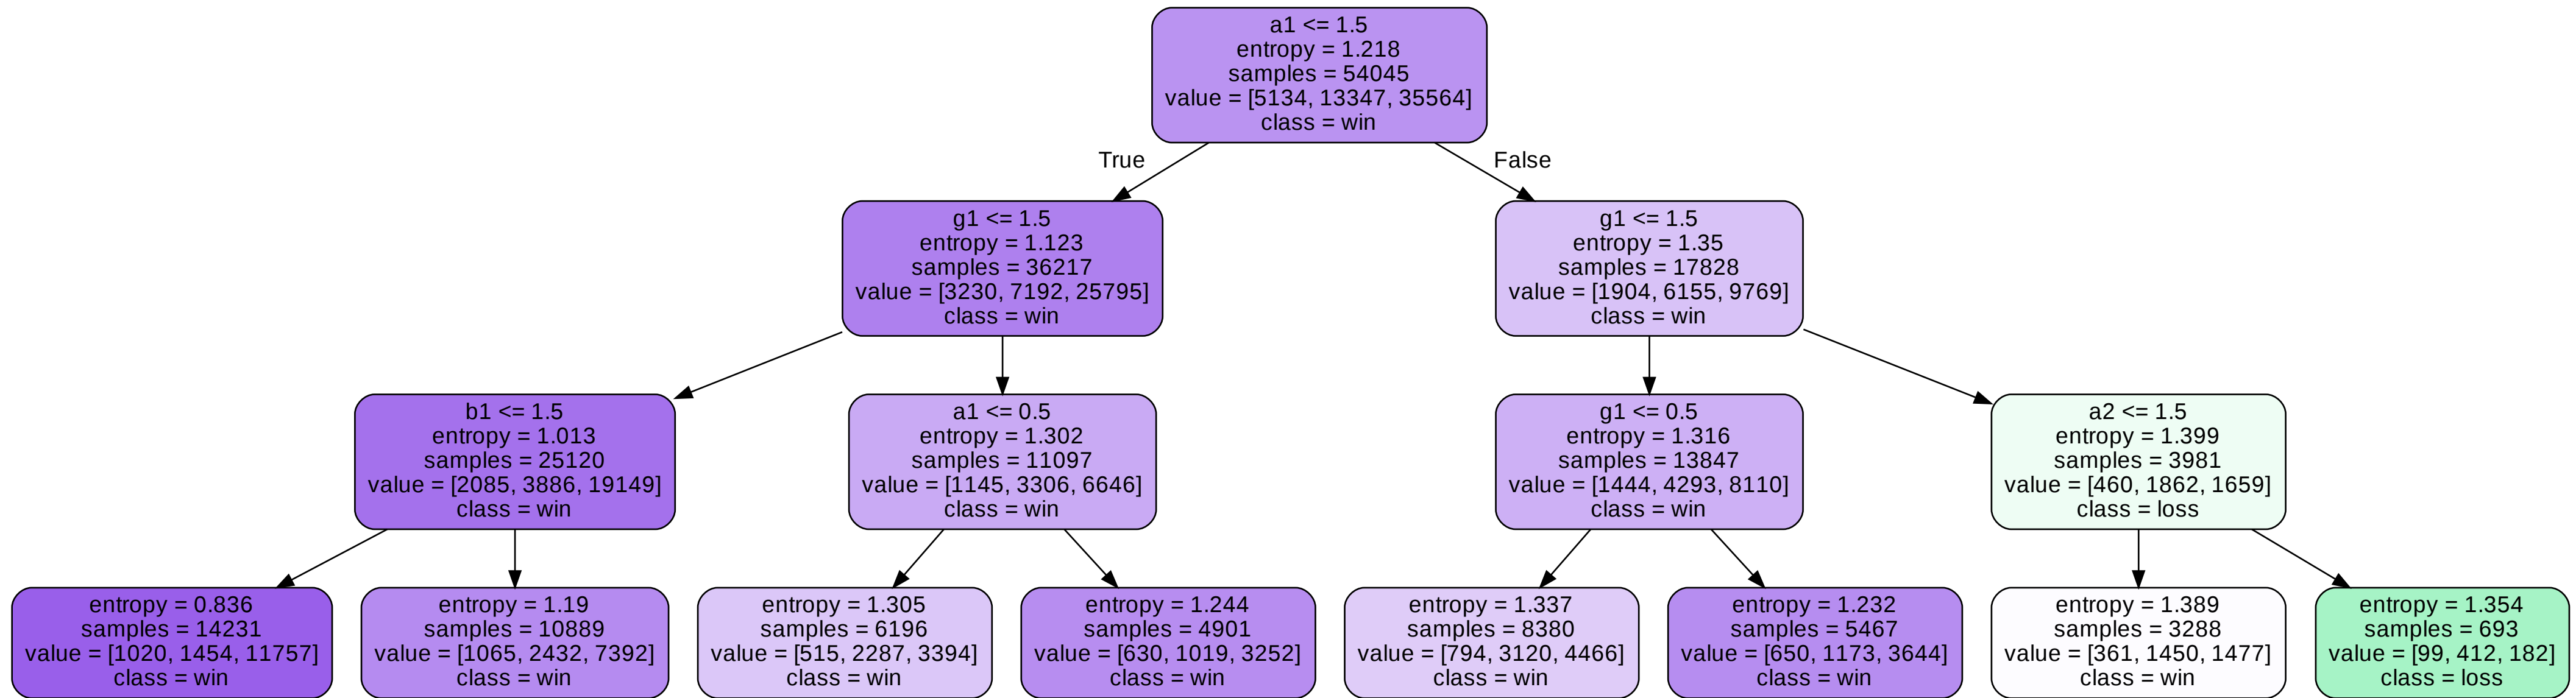 a1 <= 1.5
entropy = 1.218
samples = 54045
value = [5134, 13347, 35564]
class = win
True
False
g1 <= 1.5
entropy = 1.123
samples = 36217
value = [3230, 7192, 25795]
class = win
g1 <= 1.5
entropy = 1.35
samples = 17828
value = [1904, 6155, 9769]
class = win
b1 <= 1.5
entropy = 1.013
samples = 25120
value = [2085, 3886, 19149]
class = win
a1 <= 0.5
entropy = 1.302
samples = 11097
value = [1145, 3306, 6646]
class = win
g1 <= 0.5
entropy = 1.316
samples = 13847
value = [1444, 4293, 8110]
class = win
a2 <= 1.5
entropy = 1.399
samples = 3981
value = [460, 1862, 1659]
class = loss
entropy = 0.836
samples = 14231
value = [1020, 1454, 11757]
class = win
entropy = 1.19
samples = 10889
value = [1065, 2432, 7392]
class = win
entropy = 1.305
samples = 6196
value = [515, 2287, 3394]
class = win
entropy = 1.244
samples = 4901
value = [630, 1019, 3252]
class = win
entropy = 1.337
samples = 8380
value = [794, 3120, 4466]
class = win
entropy = 1.232
samples = 5467
value = [650, 1173, 3644]
class = win
entropy = 1.389
samples = 3288
value = [361, 1450, 1477]
class = win
entropy = 1.354
samples = 693
value = [99, 412, 182]
class = loss